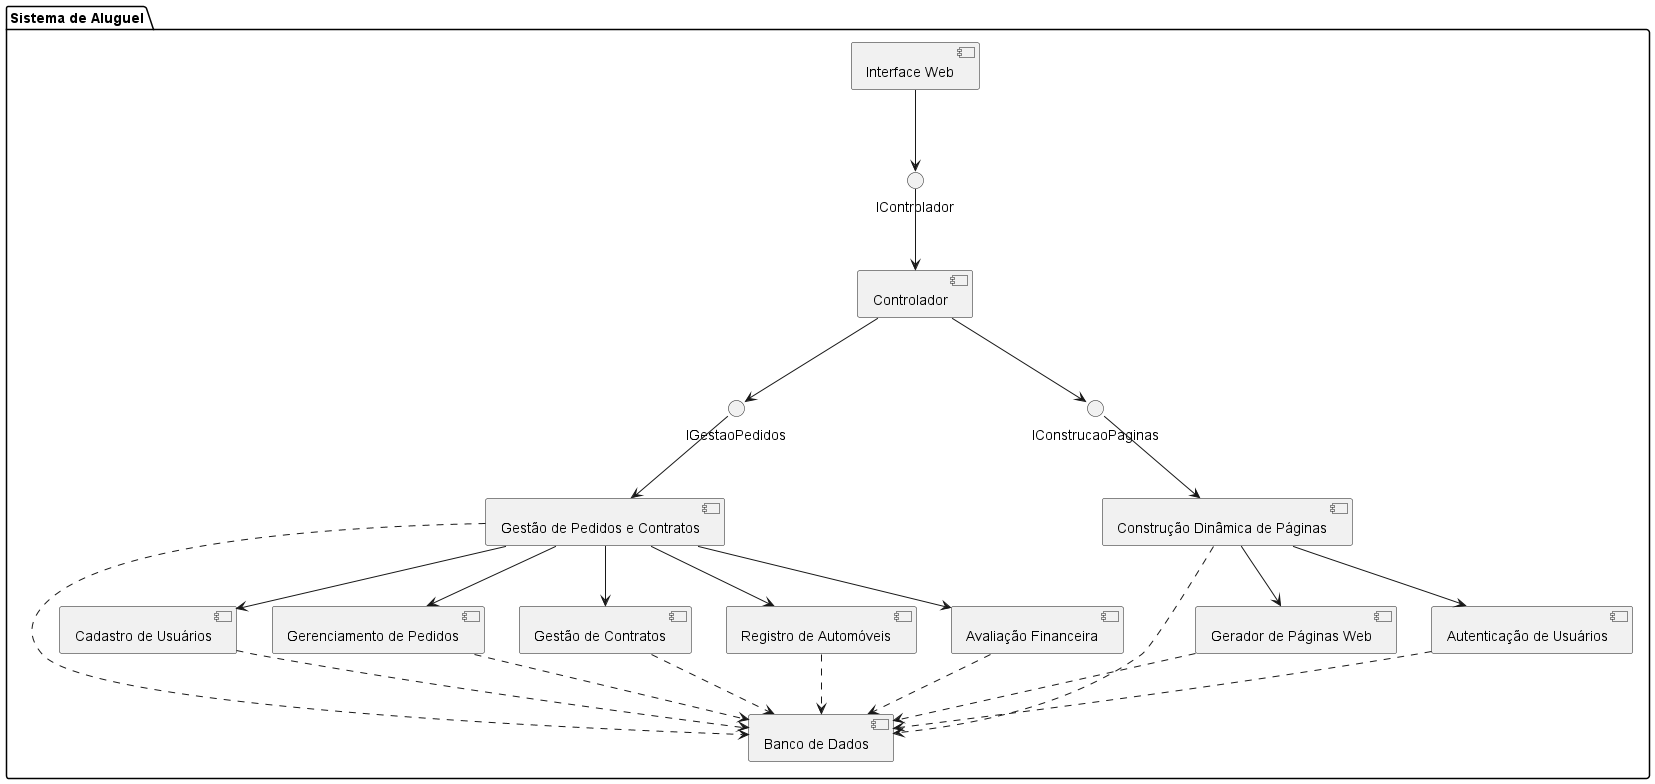 Sistema de Aluguel
Interface Web
IControlador
Controlador
IGestaoPedidos
IConstrucaoPaginas
Gestão de Pedidos e Contratos
Construção Dinâmica de Páginas
Cadastro de Usuários
Gerenciamento de Pedidos
Gestão de Contratos
Registro de Automóveis
Avaliação Financeira
Gerador de Páginas Web
Autenticação de Usuários
Banco de Dados